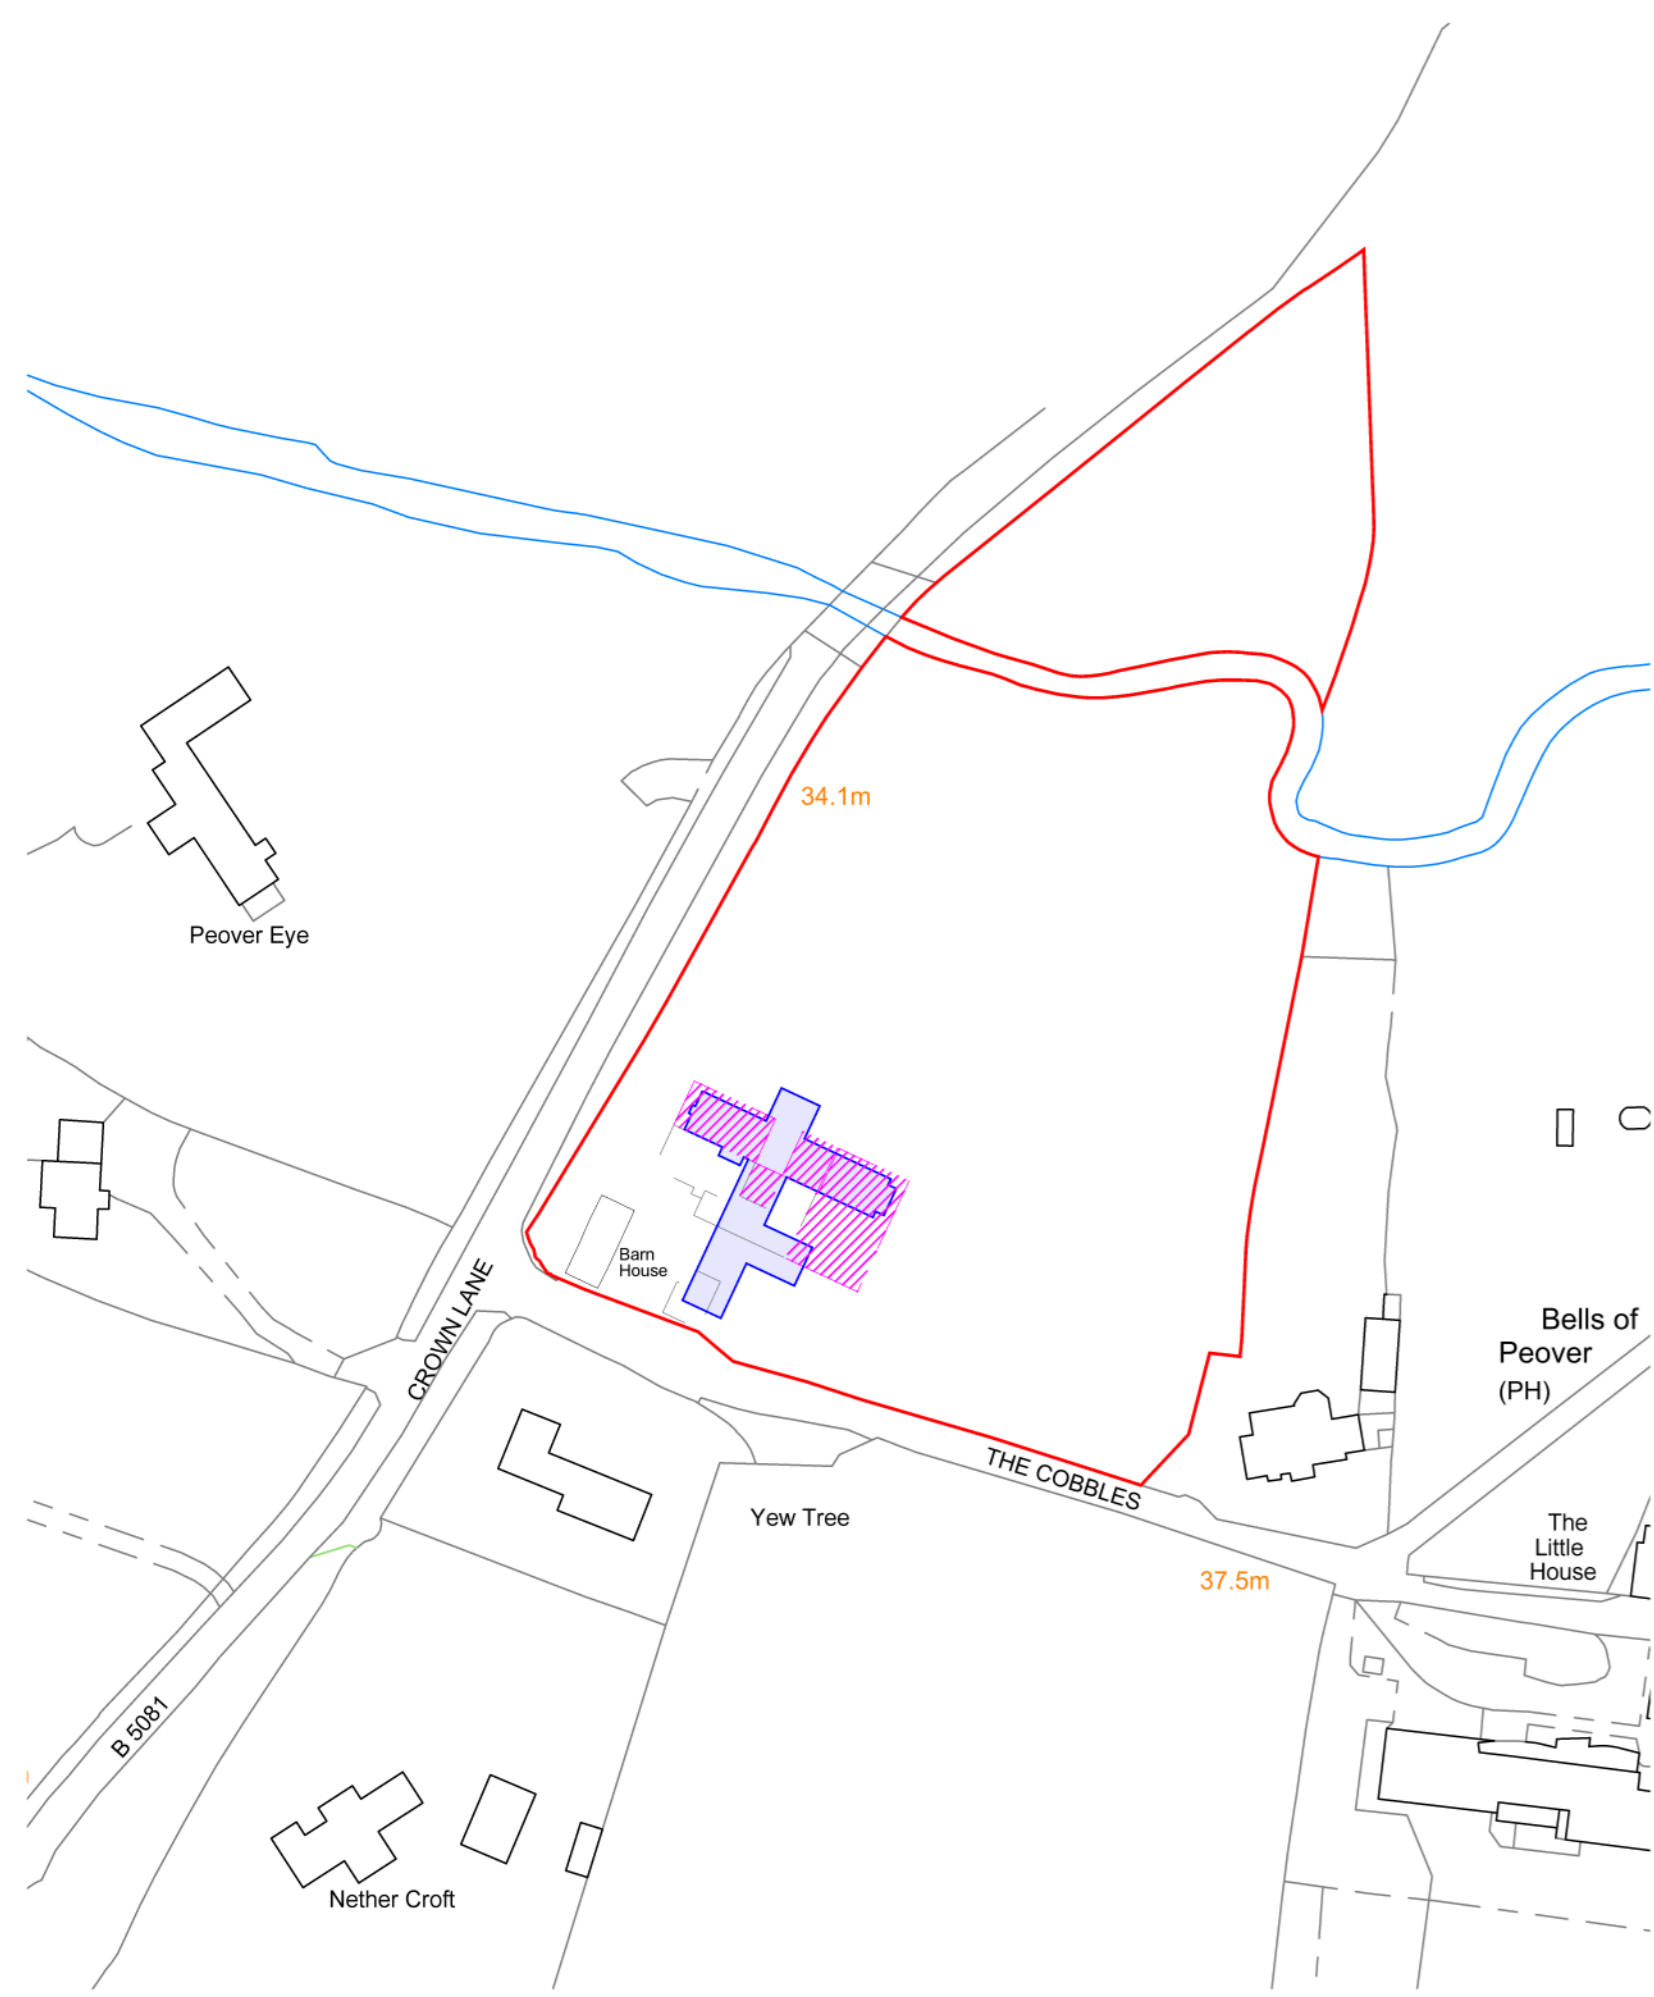 34.1m
Peover Eye
Barn
House
CROWN LANE
Bells of
Peover
(PH)
THE COBBLES
Yew Tree
The
Little
House
37.5m
B 5081
Nether Croft